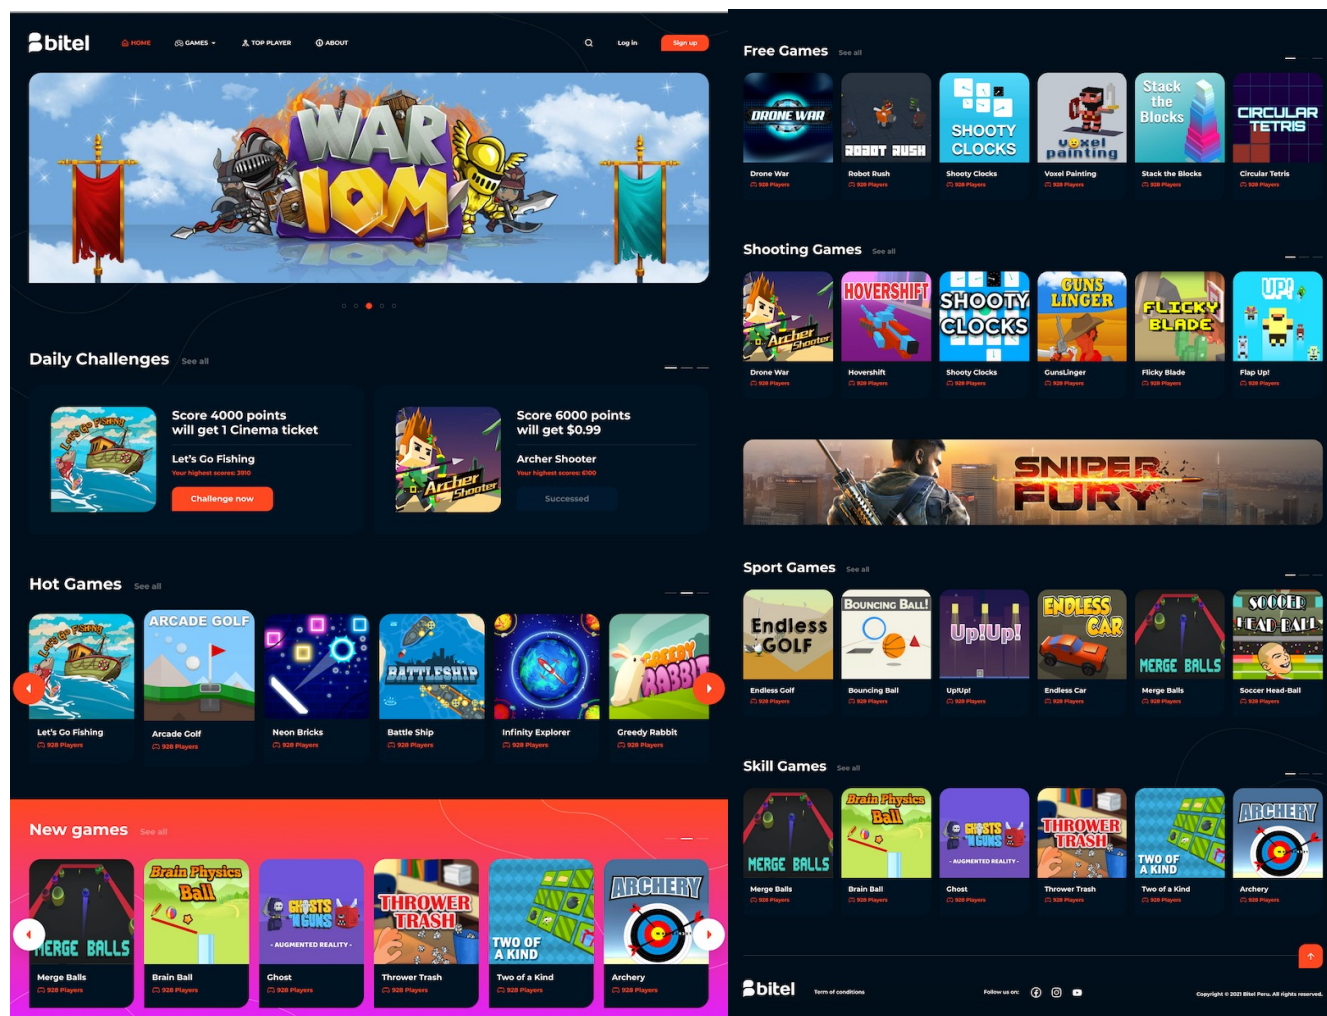 bitel
HOME
GAMES
TOP PLAYER
ABOUT
Log in
Sign up
WAR
IOM
Daily Challenges
See all
Let's Go Fishing
Score 4000 points
will get 1 Cinema ticket
Let's Go Fishing
Your highest scores: 3910
Challenge now
Archer
Shooter
Score 6000 points
will get $0.99
Archer Shooter
Your highest scores: 6100
Successed
Hot Games
See all
Let's Go Fishing
ARCADE GOLF
BATTLESHIP
GREEDY
RABBIT
Let's Go Fishing
928 Players
Arcade Golf
928 Players
Neon Bricks
928 Players
Battle Ship
928 Players
Infinity Explorer
928 Players
Greedy Rabbit
928 Players
New games
See all
MERGE BALLS
Brain Physics
Ball
GHOSTS
'N GUNS
- AUGMENTED REALITY -
THROWER
TRASH
TWO OF
A KIND
ARCHERY
Merge Balls
928 Players
Brain Ball
928 Players
Ghost
928 Players
Thrower Trash
928 Players
Two of a Kind
928 Players
Archery
928 Players
Free Games
See all
DRONE WAR
ROBOT RUSH
SHOOTY
CLOCKS
voxel
painting
Stack
the
Blocks
CIRCULAR
TETRIS
Drone War
928 Players
Robot Rush
928 Players
Shooty Clocks
928 Players
Voxel Painting
928 Players
Stack the Blocks
928 Players
Circular Tetris
928 Players
Shooting Games
See all
Archer
Shooter
HOVERSHIFT
SHOOTY
CLOCKS
GUNS
LINGER
FLICKY
BLADE
UP!
Drone War
928 Players
Hovershift
928 Players
Shooty Clocks
928 Players
GunsLinger
928 Players
Flicky Blade
928 Players
Flap Up!
928 Players
SNIPER
FURY
Sport Games
See all
Endless
GOLF
BOUNCING BALL!
Up!Up!
ENDLESS
CAR
MERGE BALLS
SOCCER
HEAD-BALL
Endless Golf
928 Players
Bouncing Ball
928 Players
Up!Up!
928 Players
Endless Car
928 Players
Merge Balls
928 Players
Soccer Head-Ball
928 Players
Skill Games
See all
MERGE BALLS
Brain Physics
Ball
GHOSTS
'N GUNS
- AUGMENTED REALITY -
THROWER
TRASH
TWO OF
A KIND
ARCHERY
Merge Balls
928 Players
Brain Ball
928 Players
Ghost
928 Players
Thrower Trash
928 Players
Two of a Kind
928 Players
Archery
928 Players
bitel
Term of conditions
Follow us on:
Copyright © 2021 Bitel Peru. All rights reserved.